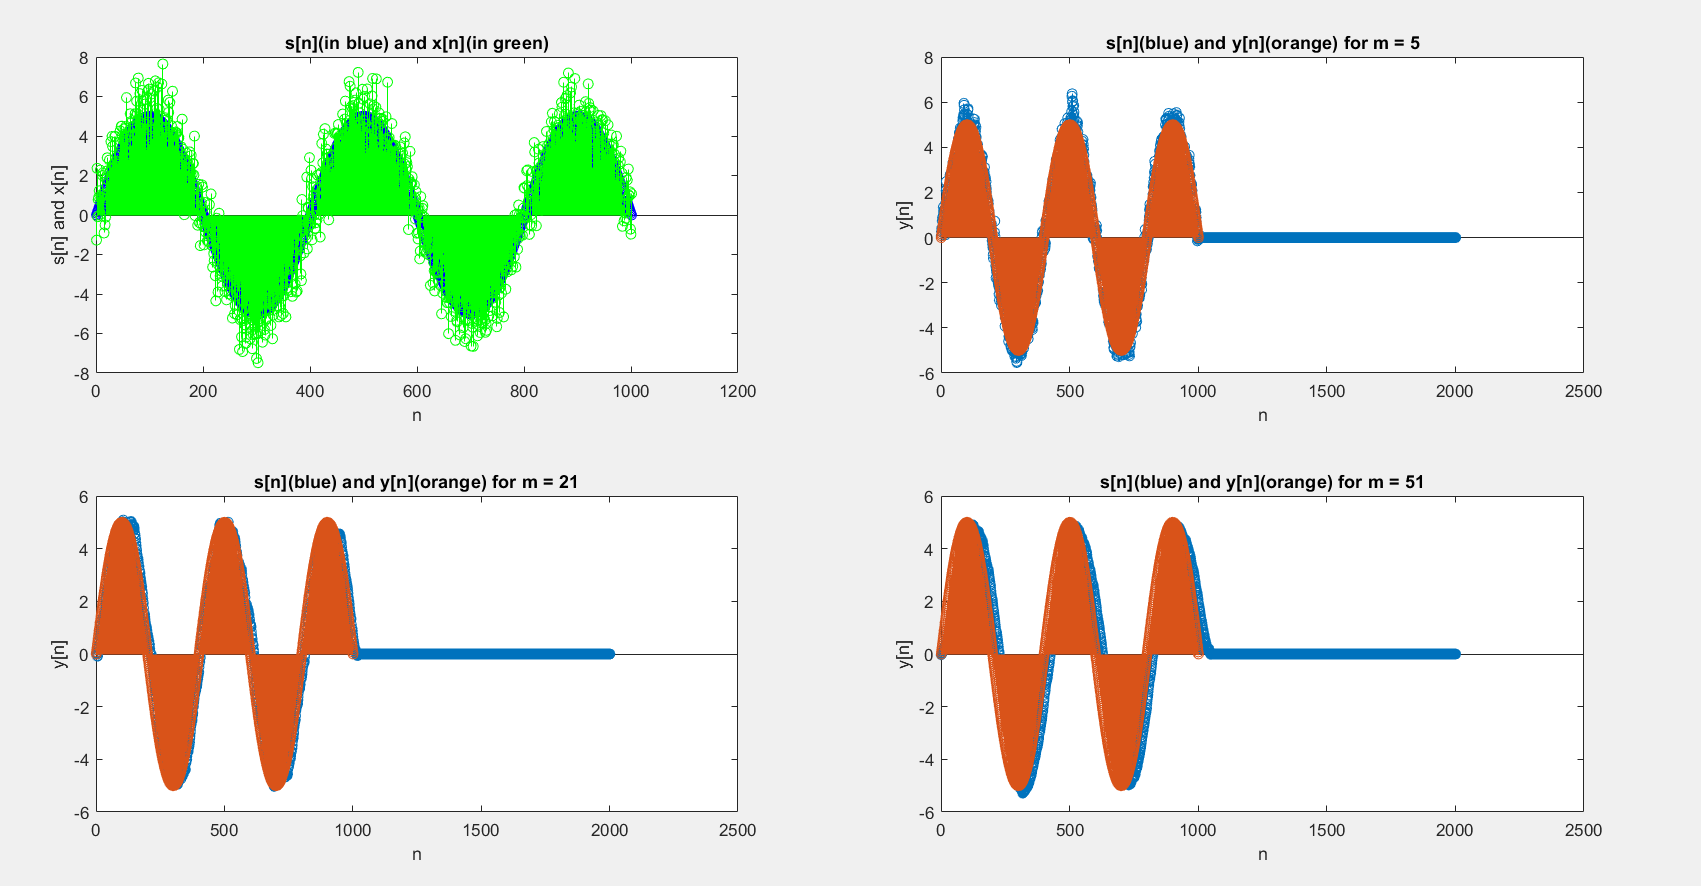 s[n](in blue) and x[n](in green)
s[n] and x[n]
8
6
4
2
0
-2
-4
-6
-8
0 200 400 600 800 1000 1200
n
s[n](blue) and y[n](orange) for m = 5
y[n]
8
6
4
2
0
-2
-4
-6
0 500 1000 1500 2000 2500
n
s[n](blue) and y[n](orange) for m = 21
y[n]
6
4
2
0
-2
-4
-6
0 500 1000 1500 2000 2500
n
s[n](blue) and y[n](orange) for m = 51
y[n]
6
4
2
0
-2
-4
-6
0 500 1000 1500 2000 2500
n